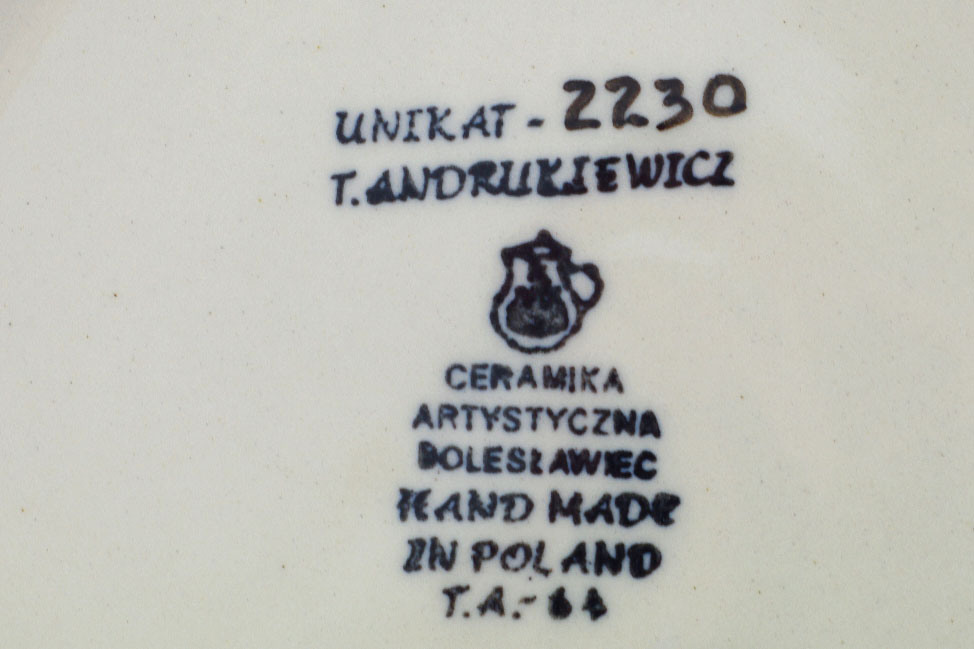 UNIKAT - 2230
T. ANDRUKIEWICZ
CERAMIKA
ARTYSTYCZNA
BOLESŁAWIEC
HAND MADE
IN POLAND
T.A.-